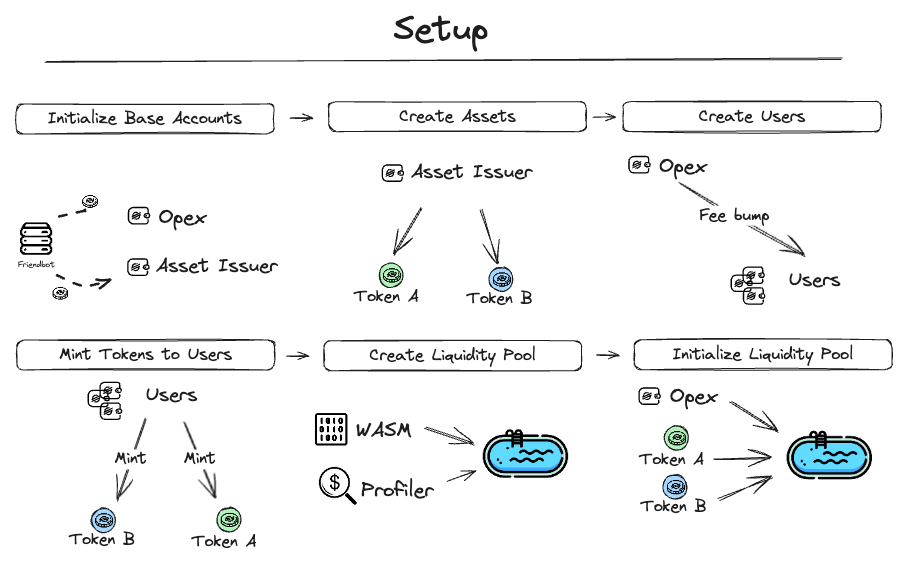 Setup
Initialize Base Accounts
Create Assets
Create Users
Friendbot
Opex
Asset Issuer
Asset Issuer
Token A
Token B
Opex
Fee bump
Users
Mint Tokens to Users
Create Liquidity Pool
Initialize Liquidity Pool
Users
Mint
Mint
Token B
Token A
1010
0110
1001
WASM
$
Profiler
Opex
Token A
Token B